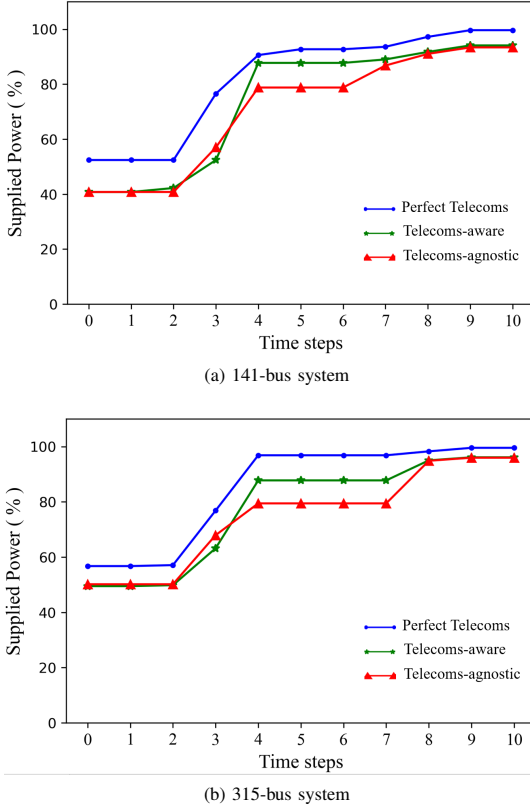 100
80
60
40
20
0
Supplied Power ( % )
Perfect Telecoms
Telecoms-aware
Telecoms-agnostic
0 1 2 3 4 5 6 7 8 9 10
Time steps
(a) 141-bus system
100
80
60
40
20
0
Supplied Power ( % )
Perfect Telecoms
Telecoms-aware
Telecoms-agnostic
0 1 2 3 4 5 6 7 8 9 10
Time steps
(b) 315-bus system